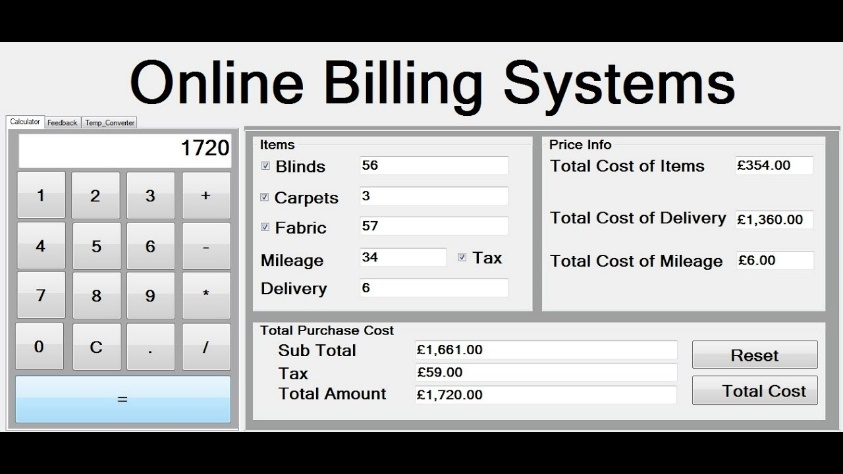 Online Billing Systems
Calculator Feedback Temp_Converter
1720
1 2 3 +
4 5 6 -
7 8 9 *
0 C . /
=
Items
Blinds 56
Carpets 3
Fabric 57
Mileage 34 Tax
Delivery 6
Price Info
Total Cost of Items £354.00
Total Cost of Delivery £1,360.00
Total Cost of Mileage £6.00
Total Purchase Cost
Sub Total £1,661.00
Tax £59.00
Total Amount £1,720.00
Reset
Total Cost